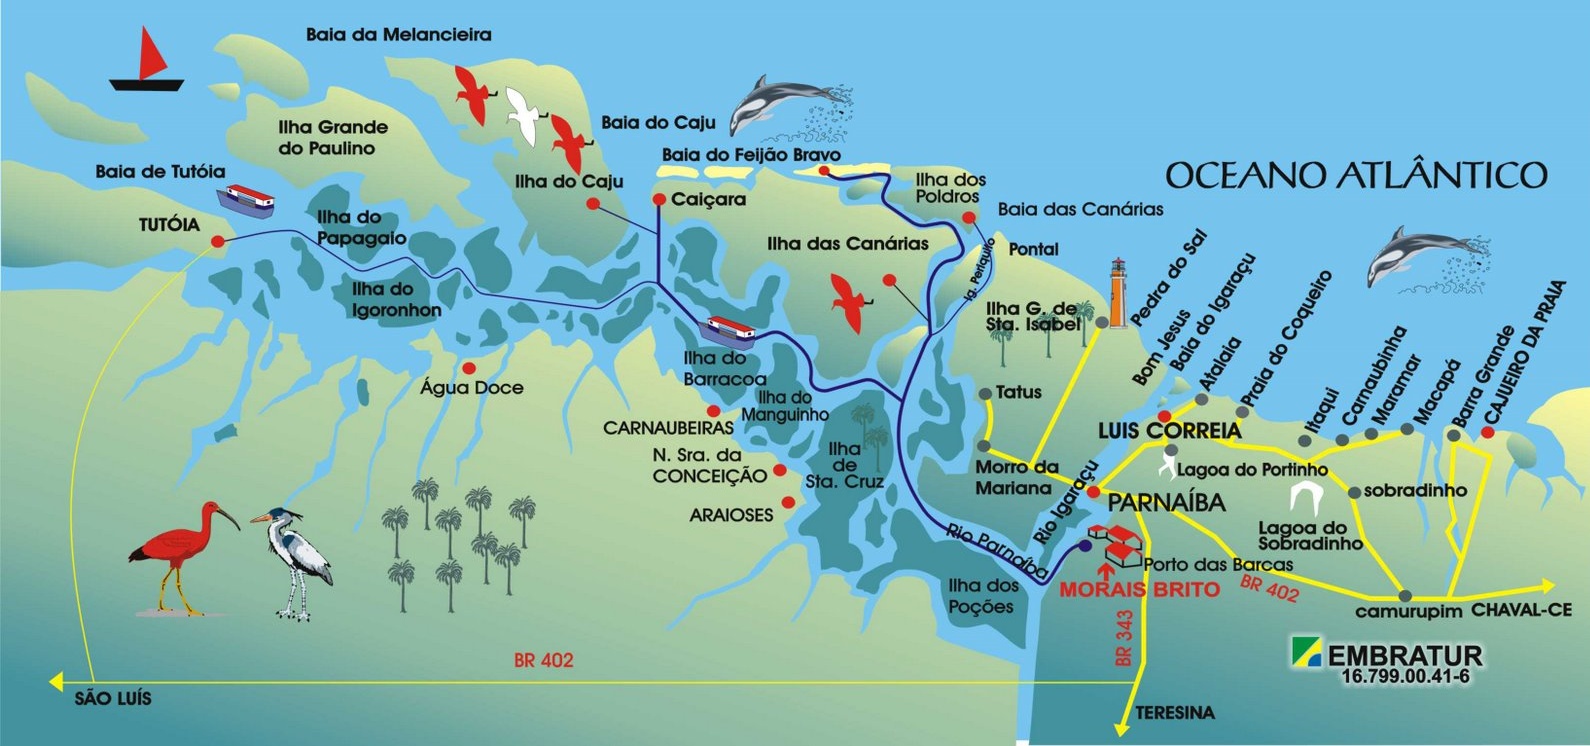 Baia da Melancieira
Ilha Grande
do Paulino
Baia do Caju
Baia do Feijão Bravo
OCEANO ATLÂNTICO
Baia de Tutóia
Ilha do Caju
Caiçara
Ilha dos
Poldros
Baia das Canárias
TUTÓIA
Ilha do
Papagaio
Ilha das Canárias
Pontal
Ig. Periquito
Ilha do
Igoronhon
Ilha G. de
Sta. Isabel
Pedra do Sal
Bom Jesus
Baia do Igaraçu
Atalaia
Praia do Coqueiro
Itaqui
Carnaubinha
Maramar
Macapá
Barra Grande
CAJUEIRO DA PRAIA
Ilha do
Barracoa
Água Doce
Ilha do
Manguinho
Tatus
CARNAUBEIRAS
LUIS CORREIA
N. Sra. da
CONCEIÇÃO
Ilha
de
Sta. Cruz
Morro da
Mariana
Lagoa do Portinho
sobradinho
ARAIOSES
Rio Igaraçu
PARNAÍBA
Lagoa do
Sobradinho
Rio Parnaíba
Porto das Barcas
Ilha dos
Poções
MORAIS BRITO
BR 402
camurupim
CHAVAL-CE
BR 343
EMBRATUR
16.799.00.41-6
BR 402
SÃO LUÍS
TERESINA